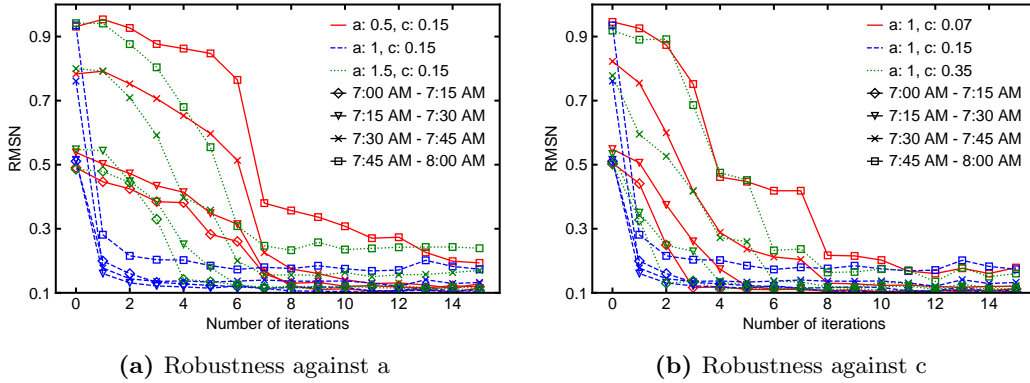 0.9
0.7
0.5
0.3
0.1
RMSN
0 2 4 6 8 10 12 14
Number of iterations
a: 0.5, c: 0.15
a: 1, c: 0.15
a: 1.5, c: 0.15
7:00 AM - 7:15 AM
7:15 AM - 7:30 AM
7:30 AM - 7:45 AM
7:45 AM - 8:00 AM
(a) Robustness against a
0.9
0.7
0.5
0.3
0.1
RMSN
0 2 4 6 8 10 12 14
Number of iterations
a: 1, c: 0.07
a: 1, c: 0.15
a: 1, c: 0.35
7:00 AM - 7:15 AM
7:15 AM - 7:30 AM
7:30 AM - 7:45 AM
7:45 AM - 8:00 AM
(b) Robustness against c